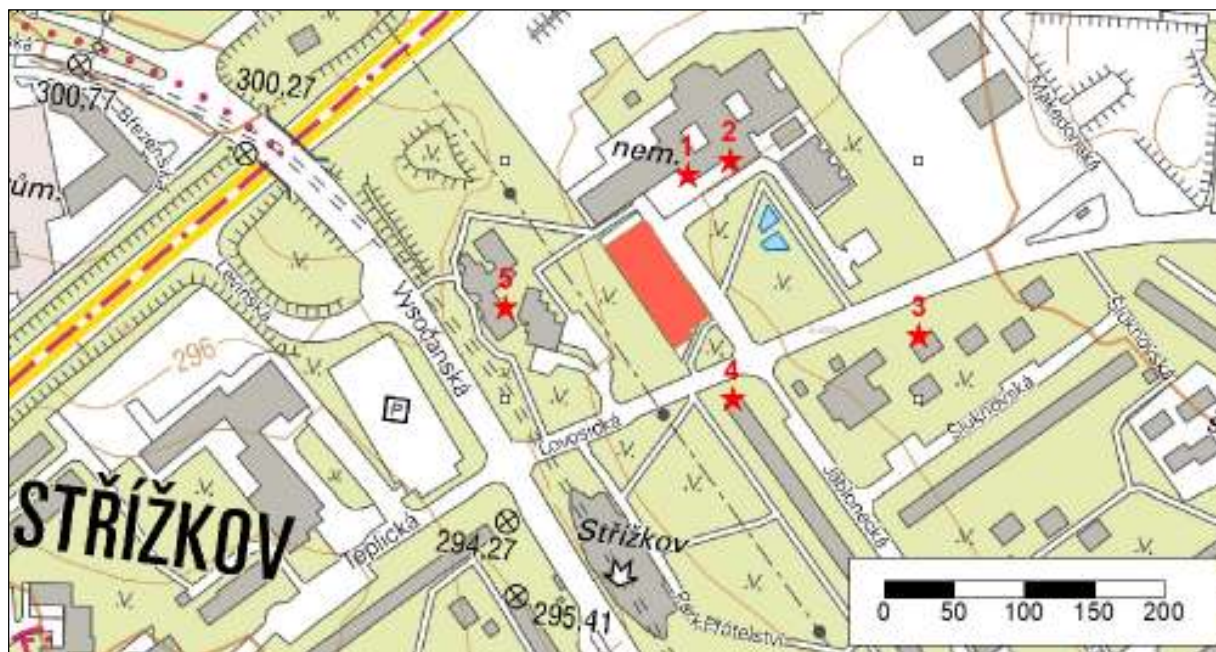 300,77
300,27
Březenská
Makedonská
nem.
1
2
ům.
Levínská
5
Vysočanská
3
Šluknovská
296
4
P
Lovosická
Šluknovská
Jablonecká
STŘÍŽKOV
Teplická
294,27
Střížkov
295,41
Park Přátelství
0 50 100 150 200